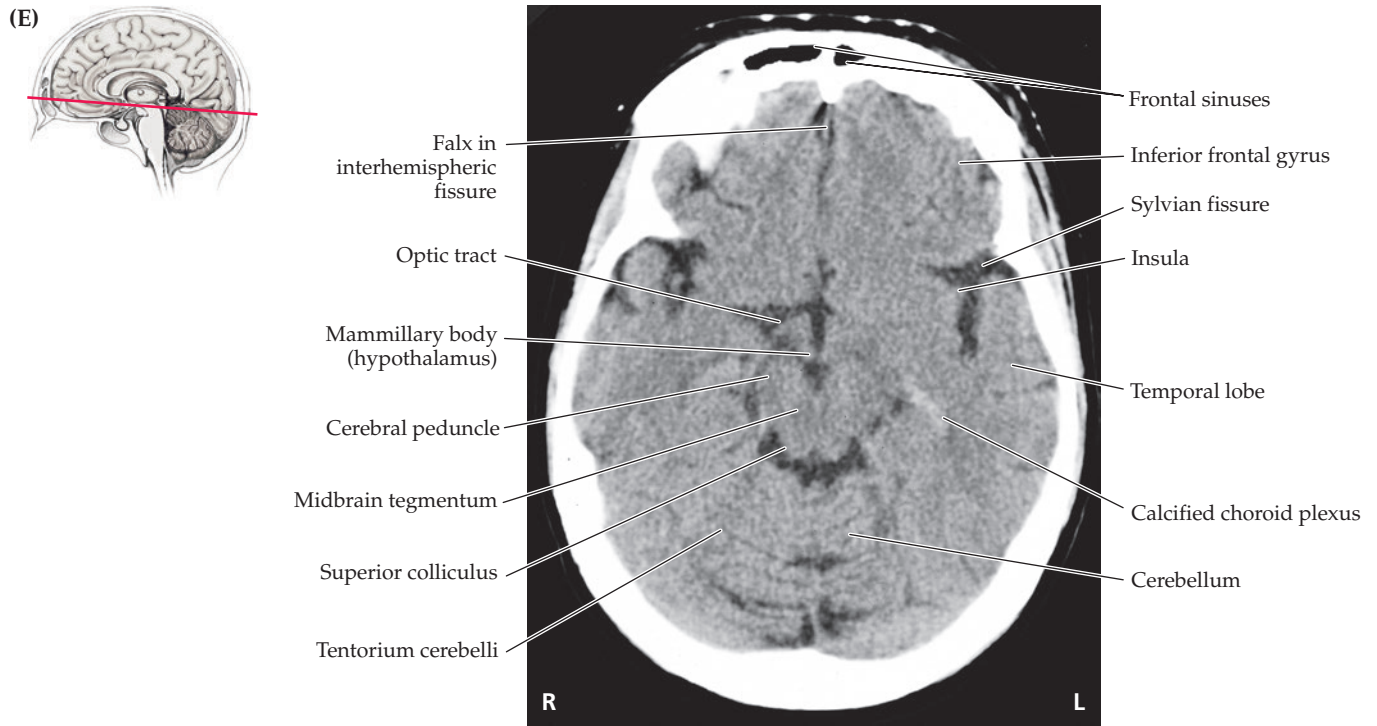 (E)
Falx in
interhemispheric
fissure
Optic tract
Mammillary body
(hypothalamus)
Cerebral peduncle
Midbrain tegmentum
Superior colliculus
Tentorium cerebelli
Frontal sinuses
Inferior frontal gyrus
Sylvian fissure
Insula
Temporal lobe
Calcified choroid plexus
Cerebellum
R
L